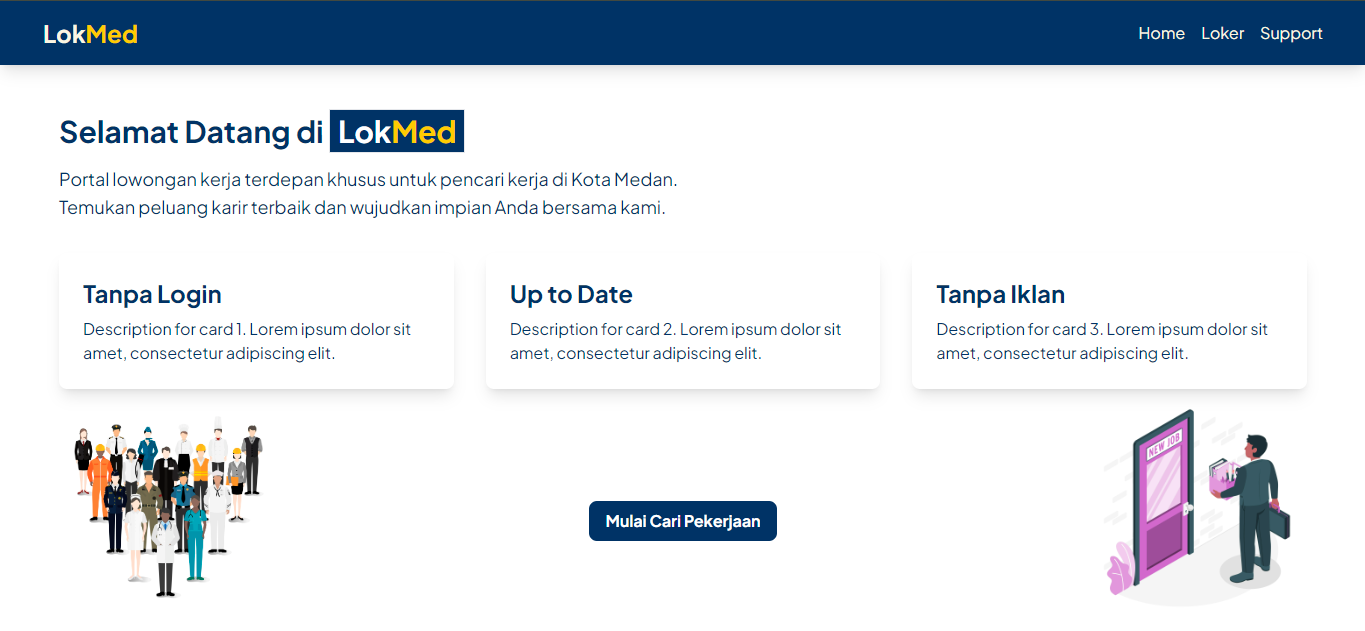 LokMed
Home Loker Support
Selamat Datang di LokMed
Portal lowongan kerja terdepan khusus untuk pencari kerja di Kota Medan.
Temukan peluang karir terbaik dan wujudkan impian Anda bersama kami.
Tanpa Login
Description for card 1. Lorem ipsum dolor sit
amet, consectetur adipiscing elit.
Up to Date
Description for card 2. Lorem ipsum dolor sit
amet, consectetur adipiscing elit.
Tanpa Iklan
Description for card 3. Lorem ipsum dolor sit
amet, consectetur adipiscing elit.
NEW JOB
Mulai Cari Pekerjaan